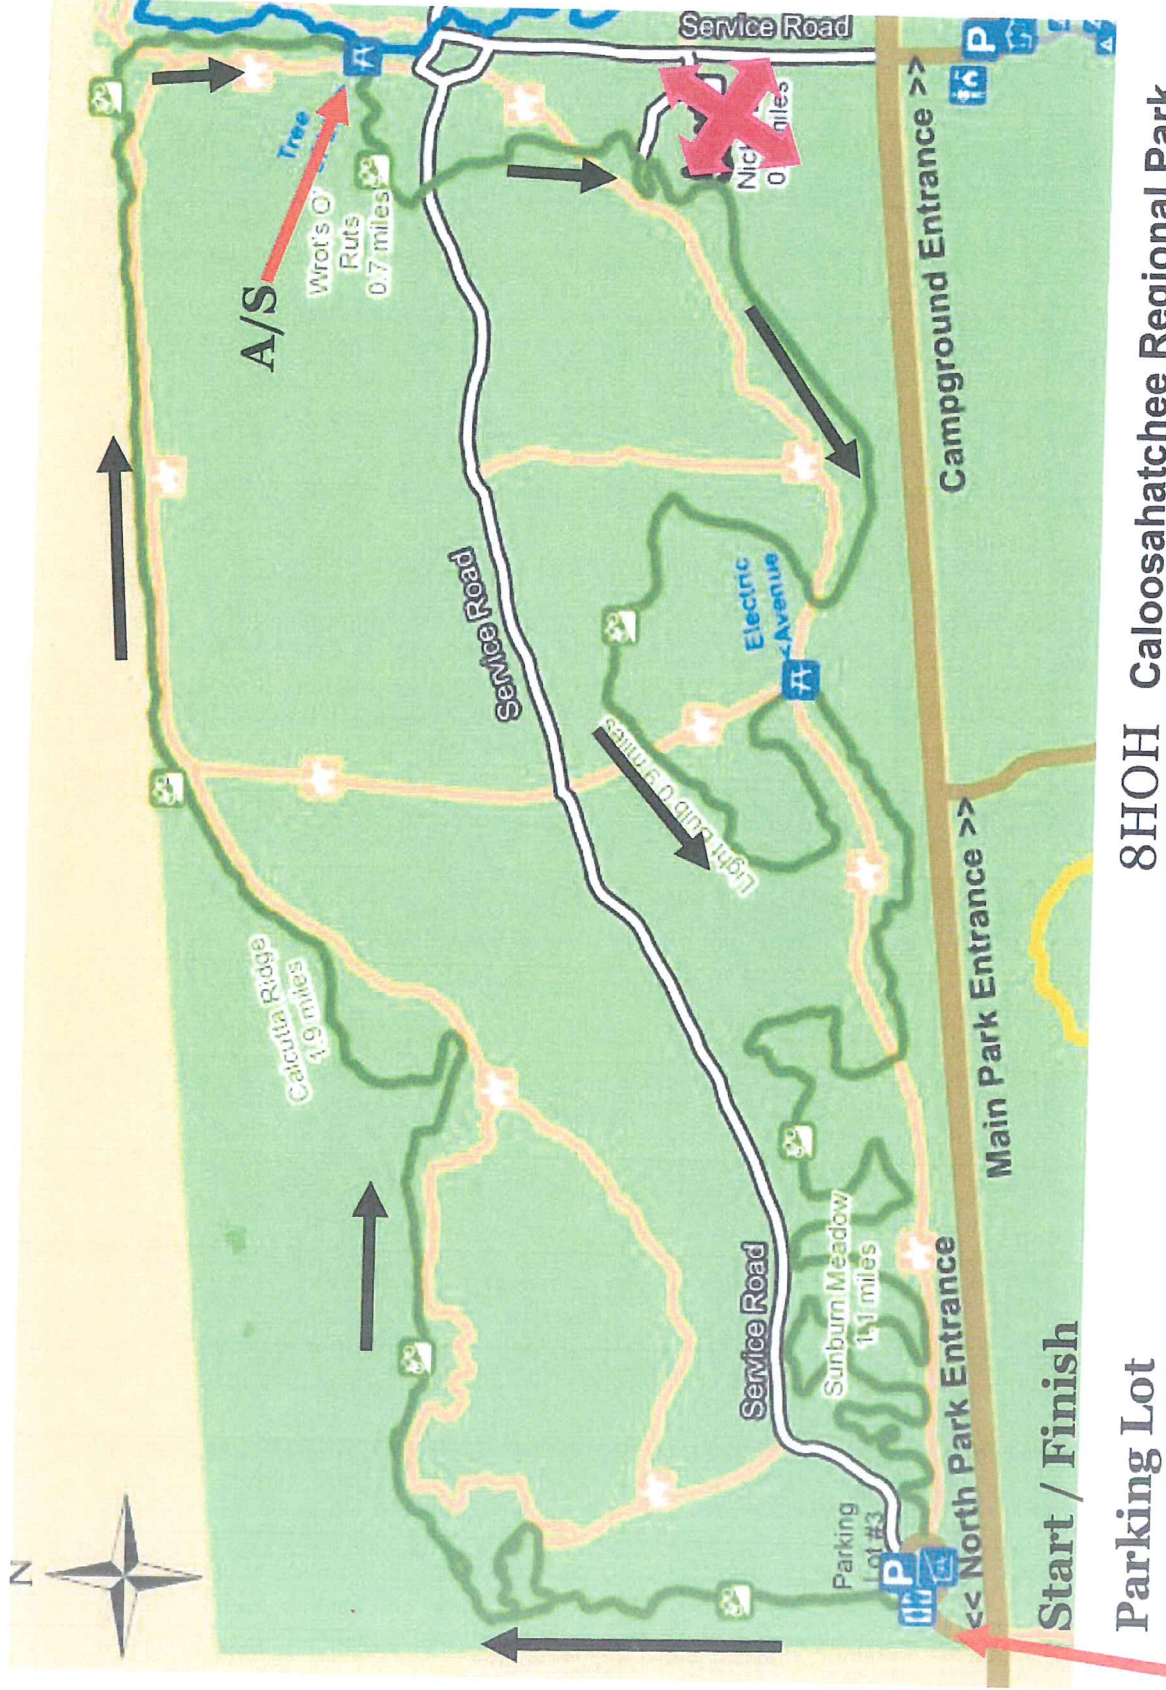 N
Service Road
Tree
Wrot's O'
Ruts
0.7 miles
A/S
Campground Entrance >>
Service Road
Electric
Avenue
Light Bulb 0.9 miles
Calcutta Ridge
1.9 miles
Main Park Entrance >>
Sunburn Meadow
1.1 miles
Service Road
Parking
Lot #3
P
P
<< North Park Entrance
Start / Finish
Parking Lot
8HOH Caloosahatchee Regional Park